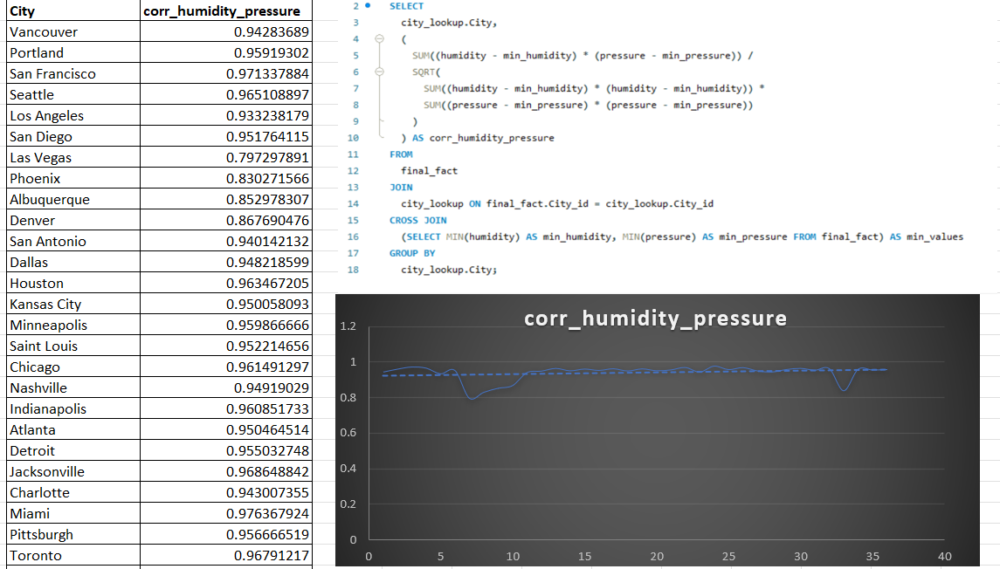 City corr_humidity_pressure
Vancouver 0.94283689
Portland 0.95919302
San Francisco 0.971337884
Seattle 0.965108897
Los Angeles 0.933238179
San Diego 0.951764115
Las Vegas 0.797297891
Phoenix 0.830271566
Albuquerque 0.852978307
Denver 0.867690476
San Antonio 0.940142132
Dallas 0.948218599
Houston 0.963467205
Kansas City 0.950058093
Minneapolis 0.959866666
Saint Louis 0.952214656
Chicago 0.961491297
Nashville 0.94919029
Indianapolis 0.960851733
Atlanta 0.950464514
Detroit 0.955032748
Jacksonville 0.968648842
Charlotte 0.943007355
Miami 0.976367924
Pittsburgh 0.956666519
Toronto 0.96791217
2 SELECT
3 city_lookup.City,
4 (
5 SUM((humidity - min_humidity) * (pressure - min_pressure)) /
6 SQRT(
7 SUM((humidity - min_humidity) * (humidity - min_humidity)) *
8 SUM((pressure - min_pressure) * (pressure - min_pressure))
9 )
10 ) AS corr_humidity_pressure
11 FROM
12 final_fact
13 JOIN
14 city_lookup ON final_fact.City_id = city_lookup.City_id
15 CROSS JOIN
16 (SELECT MIN(humidity) AS min_humidity, MIN(pressure) AS min_pressure FROM final_fact) AS min_values
17 GROUP BY
18 city_lookup.City;
corr_humidity_pressure
1.2
1
0.8
0.6
0.4
0.2
0
0 5 10 15 20 25 30 35 40